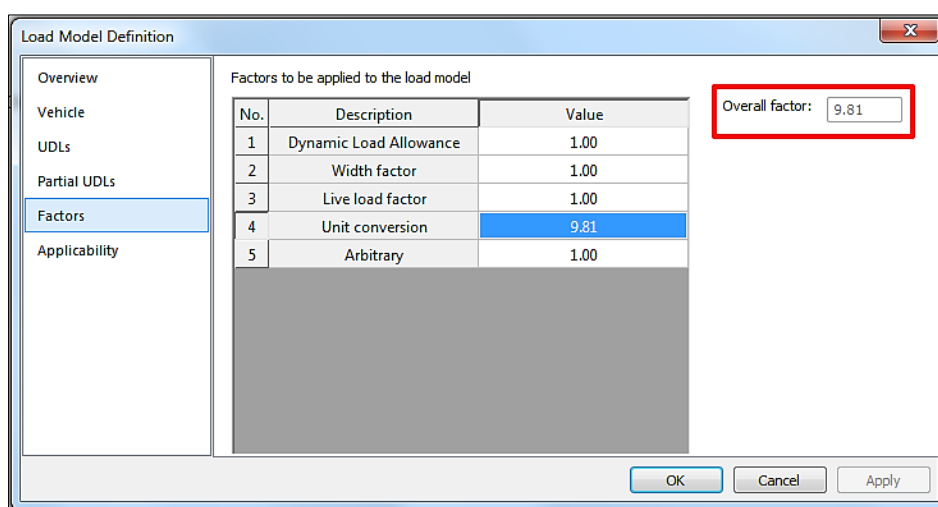 Load Model Definition
Overview
Vehicle
UDLs
Partial UDLs
Factors
Applicability
Factors to be applied to the load model
No. Description Value
1 Dynamic Load Allowance 1.00
2 Width factor 1.00
3 Live load factor 1.00
4 Unit conversion 9.81
5 Arbitrary 1.00
Overall factor: 9.81
OK Cancel Apply